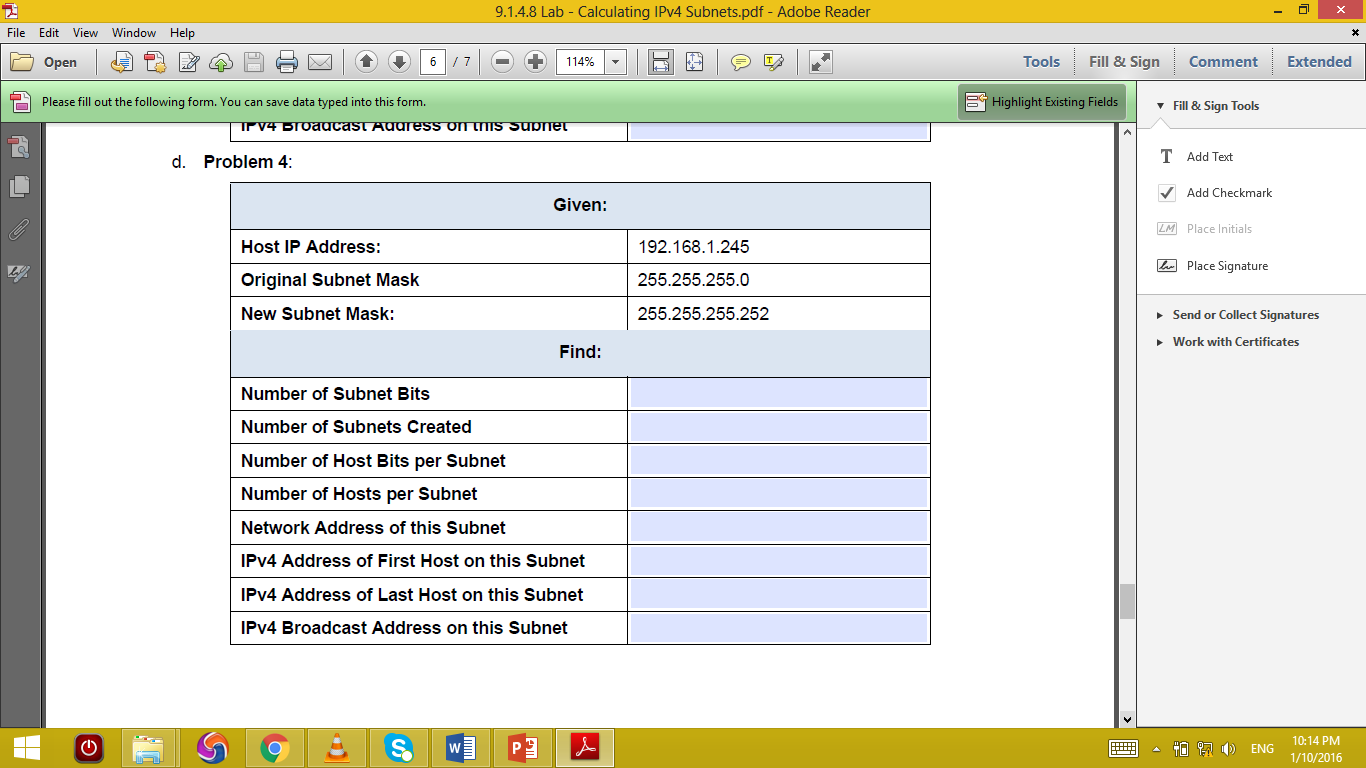 9.1.4.8 Lab - Calculating IPv4 Subnets.pdf - Adobe Reader
File Edit View Window Help
Open 6 / 7 114% Tools Fill & Sign Comment Extended
Please fill out the following form. You can save data typed into this form. Highlight Existing Fields
IPv4 Broadcast Address on this Subnet
d. Problem 4:
Given:
Host IP Address: 192.168.1.245
Original Subnet Mask 255.255.255.0
New Subnet Mask: 255.255.255.252
Find:
Number of Subnet Bits
Number of Subnets Created
Number of Host Bits per Subnet
Number of Hosts per Subnet
Network Address of this Subnet
IPv4 Address of First Host on this Subnet
IPv4 Address of Last Host on this Subnet
IPv4 Broadcast Address on this Subnet
Fill & Sign Tools
T Add Text
Add Checkmark
LM Place Initials
Place Signature
Send or Collect Signatures
Work with Certificates
ENG
10:14 PM
1/10/2016